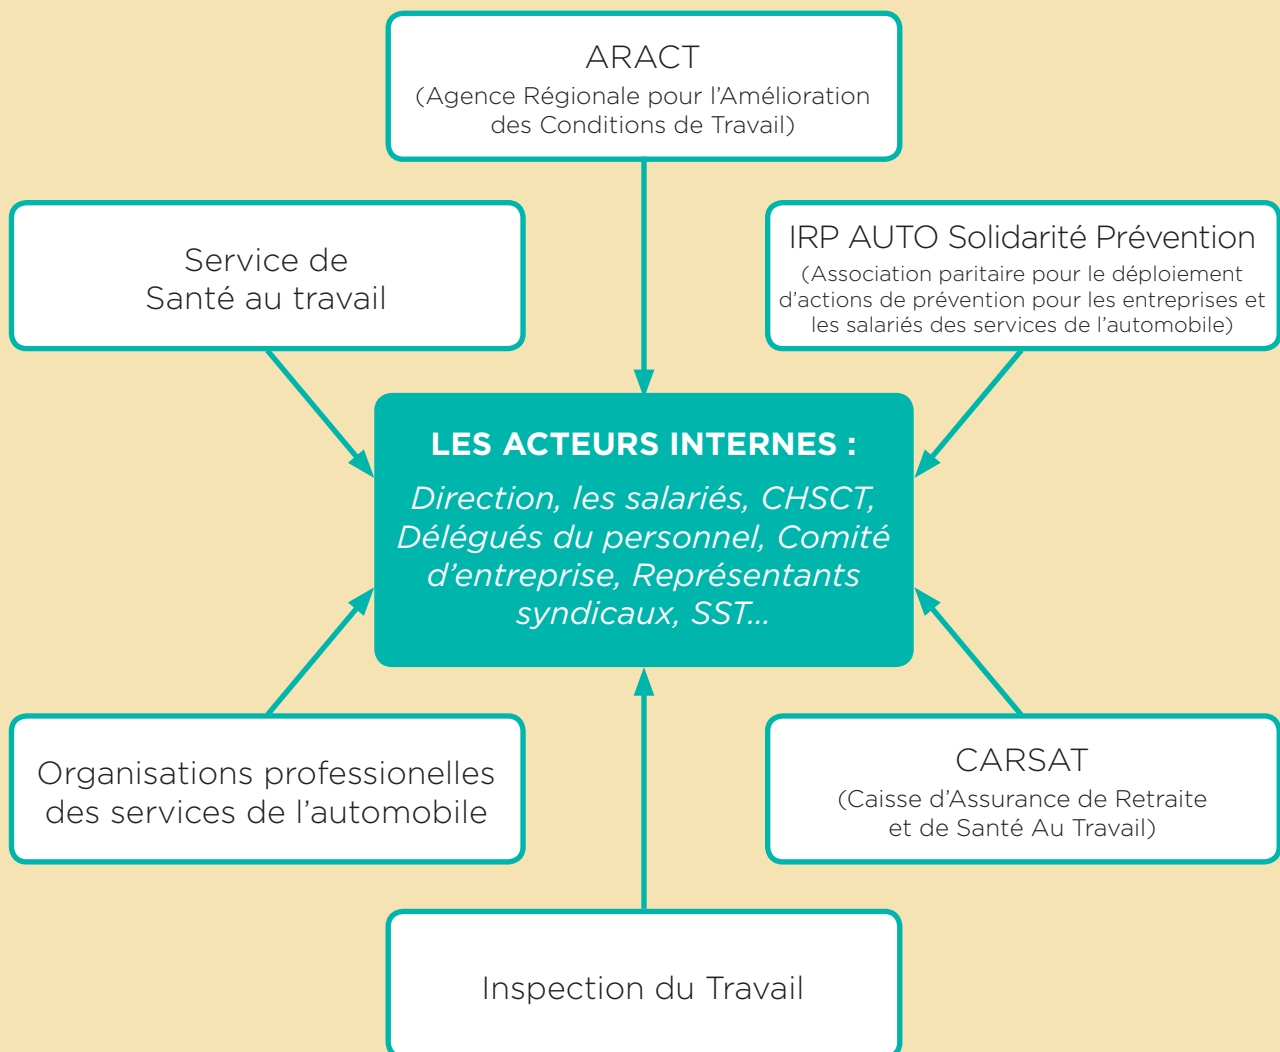 ARACT
(Agence Régionale pour l'Amélioration
des Conditions de Travail)
Service de
Santé au travail
IRP AUTO Solidarité Prévention
(Association paritaire pour le déploiement
d'actions de prévention pour les entreprises et
les salariés des services de l'automobile)
LES ACTEURS INTERNES :
Direction, les salariés, CHSCT,
Délégués du personnel, Comité
d'entreprise, Représentants
syndicaux, SST...
Organisations professionelles
des services de l'automobile
CARSAT
(Caisse d'Assurance de Retraite
et de Santé Au Travail)
Inspection du Travail